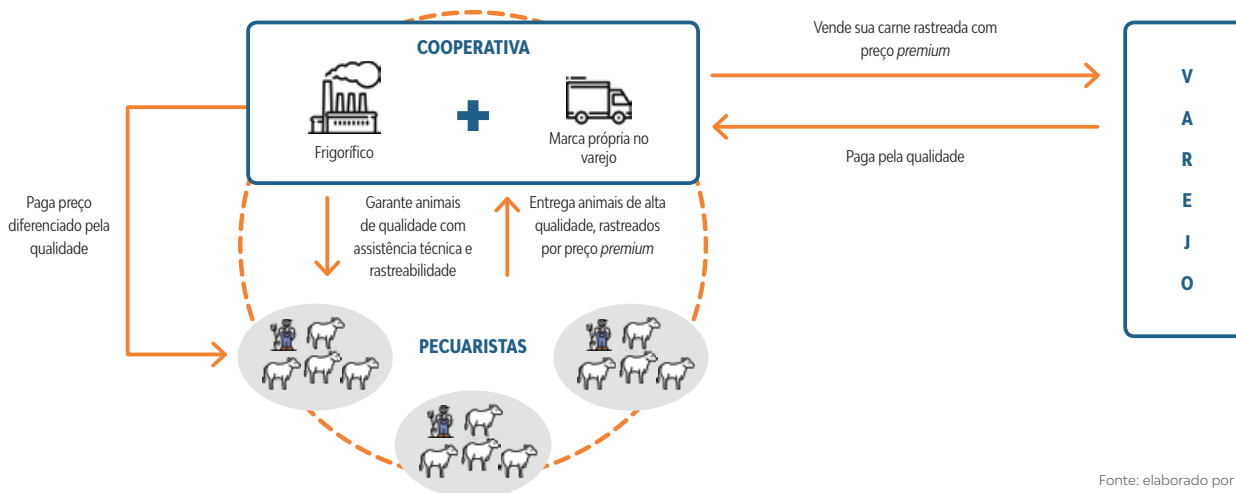 COOPERATIVA
Frigorífico
Marca própria no
varejo
Vende sua carne rastreada com
preço premium
Paga pela qualidade
V
A
R
E
J
O
Paga preço
diferenciado pela
qualidade
Garante animais
de qualidade com
assistência técnica e
rastreabilidade
Entrega animais de alta
qualidade, rastreados
por preço premium
PECUARISTAS
Fonte: elaborado por